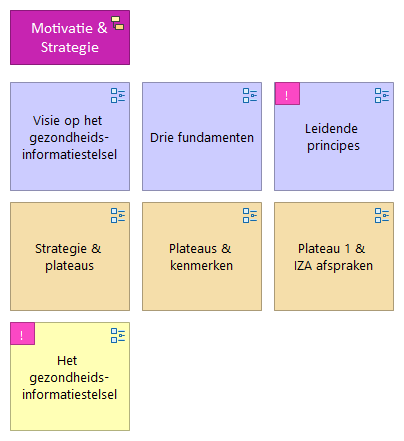 Motivatie &
Strategie
Visie op het
gezondheids-
informatiestelsel
Drie fundamenten
!
Leidende
principes
Strategie &
plateaus
Plateaus &
kenmerken
Plateau 1 &
IZA afspraken
!
Het
gezondheids-
informatiestelsel